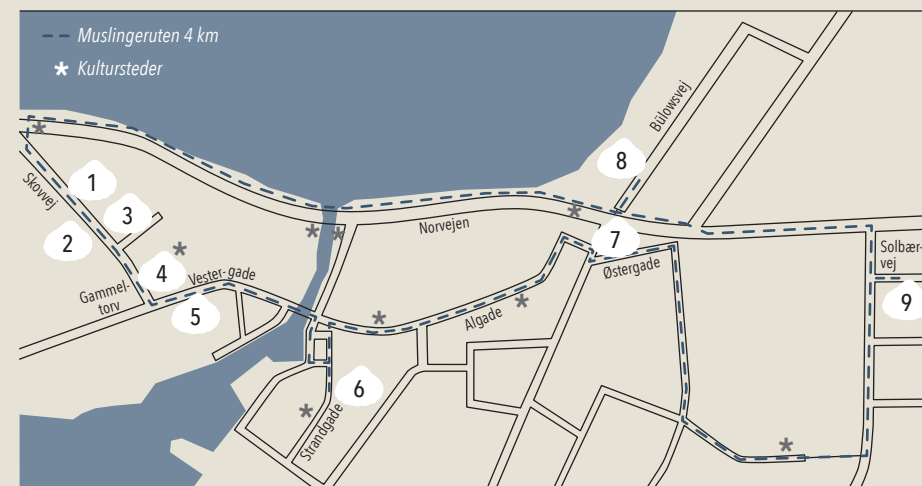 Muslingeruten 4 km
* Kultursteder
Bülowsvej
8
1
Skovvej
3
2
Norvejen
7
Solbær-
vej
4
Vester-gade
Østergade
Gammel-
torv
5
Algade
9
6
Strandgade